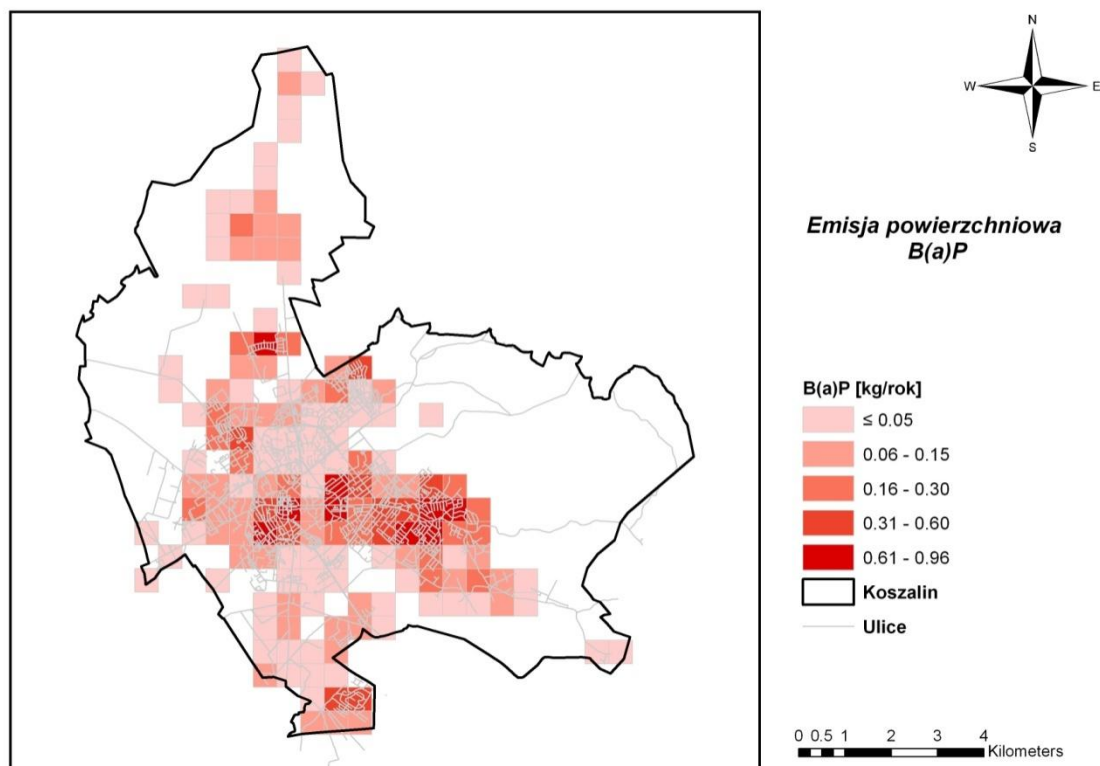 N
W E
S
Emisja powierzchniowa
B(a)P
B(a)P [kg/rok]
≤ 0.05
0.06 - 0.15
0.16 - 0.30
0.31 - 0.60
0.61 - 0.96
Koszalin
Ulice
0 0.5 1 2 3 4
Kilometers